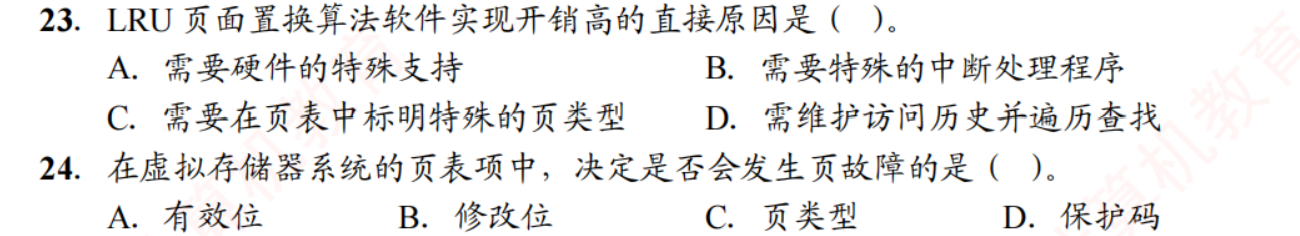 23. LRU 页面置换算法软件实现开销高的直接原因是（ ）。
A. 需要硬件的特殊支持 B. 需要特殊的中断处理程序
C. 需要在页表中标明特殊的页类型 D. 需维护访问历史并遍历查找
24. 在虚拟存储器系统的页表项中，决定是否会发生页故障的是（ ）。
A. 有效位 B. 修改位 C. 页类型 D. 保护码